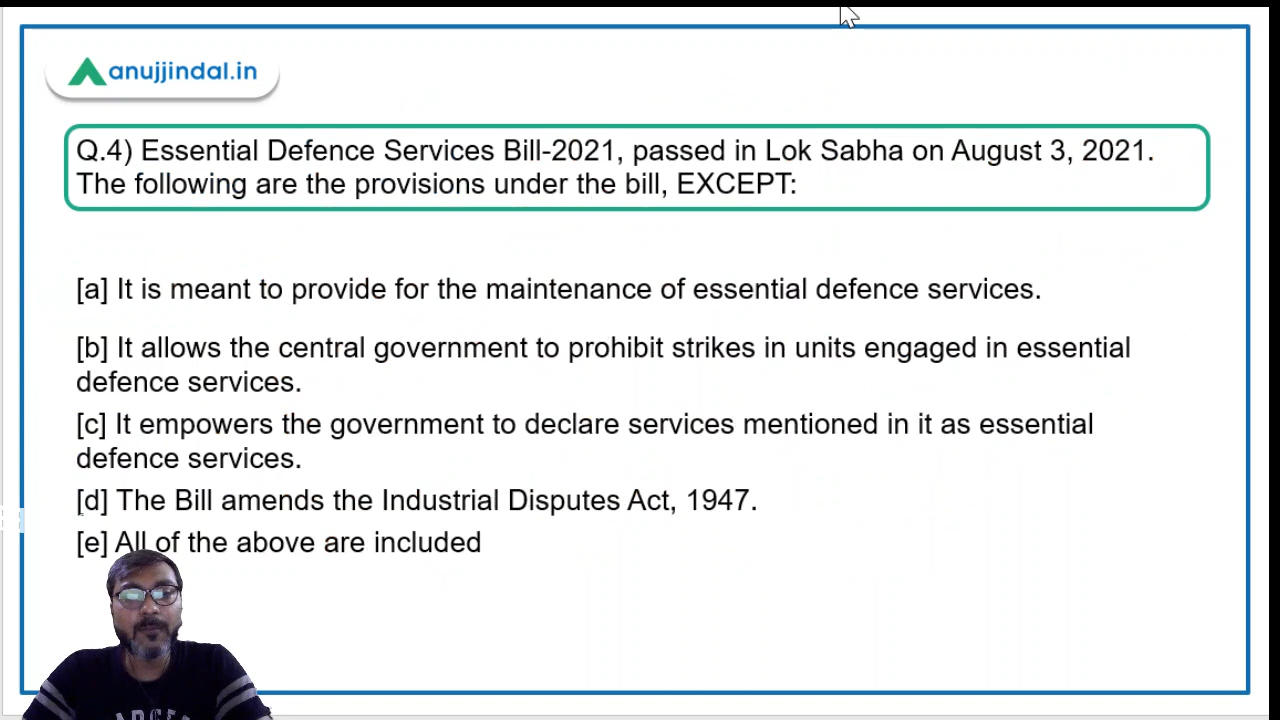 anujjindal.in
Q.4) Essential Defence Services Bill-2021, passed in Lok Sabha on August 3, 2021.
The following are the provisions under the bill, EXCEPT:
[a] It is meant to provide for the maintenance of essential defence services.
[b] It allows the central government to prohibit strikes in units engaged in essential
defence services.
[c] It empowers the government to declare services mentioned in it as essential
defence services.
[d] The Bill amends the Industrial Disputes Act, 1947.
[e] All of the above are included